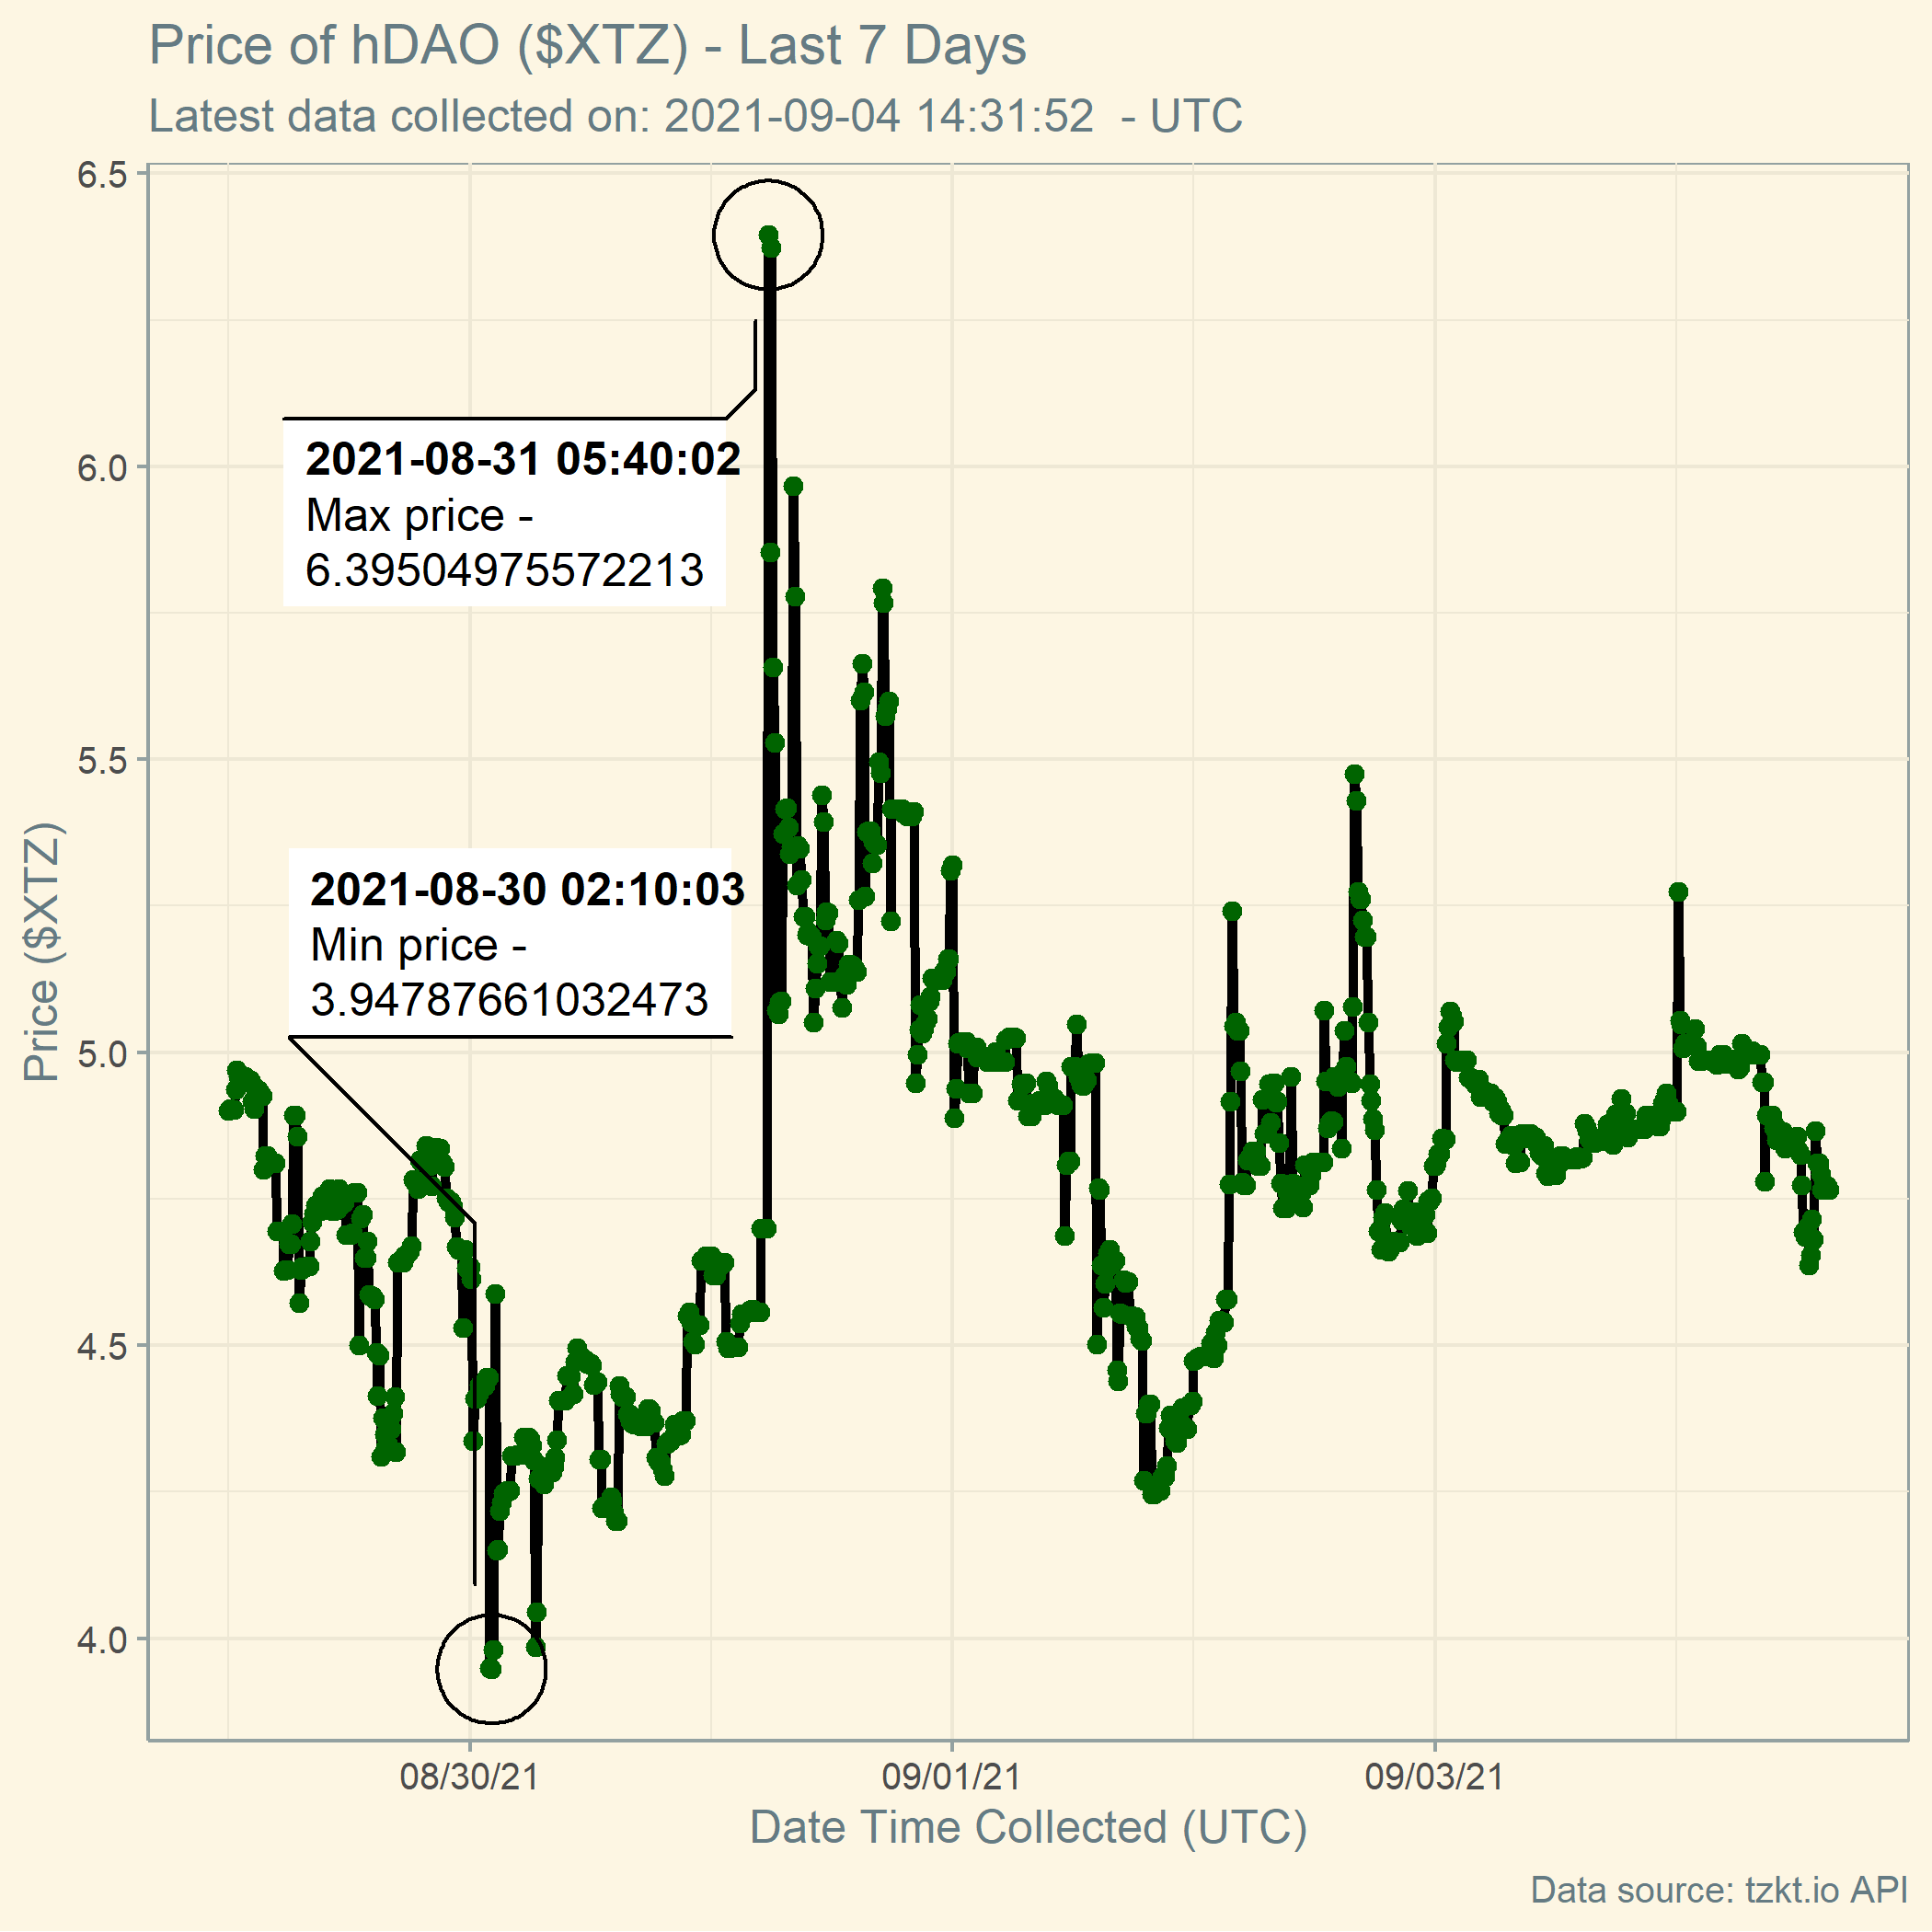 Price of hDAO ($XTZ) - Last 7 Days
Latest data collected on: 2021-09-04 14:31:52  - UTC
6.5
6.0
5.5
5.0
4.5
4.0
Price ($XTZ)
2021-08-31 05:40:02
Max price -
6.39504975572213
2021-08-30 02:10:03
Min price -
3.94787661032473
08/30/21
09/01/21
09/03/21
Date Time Collected (UTC)
Data source: tzkt.io API